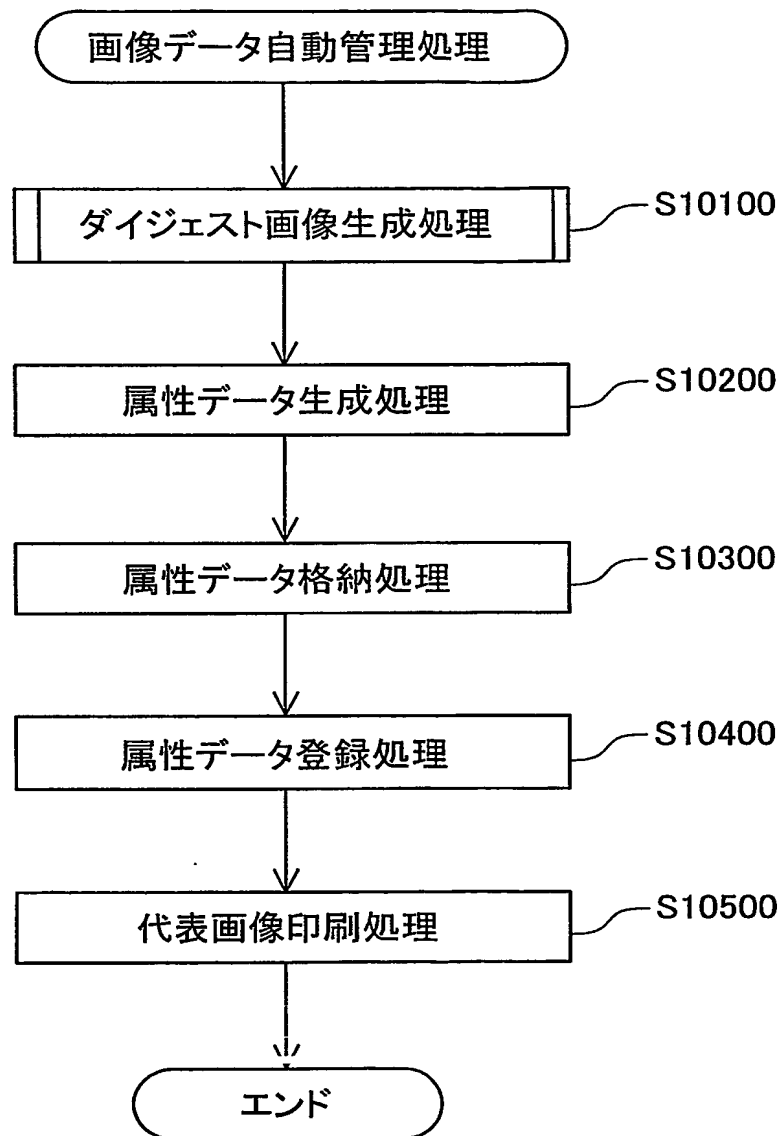 画像データ自動管理処理
ダイジェスト画像生成処理
S10100
属性データ生成処理
S10200
属性データ格納処理
S10300
属性データ登録処理
S10400
代表画像印刷処理
S10500
エンド